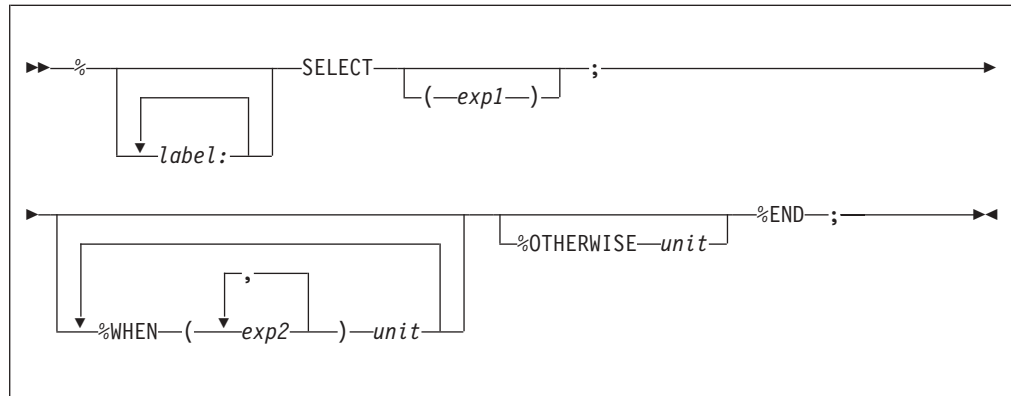 % SELECT ;
( exp1 )
label:
%END ;
%OTHERWISE unit
,
%WHEN ( exp2 ) unit